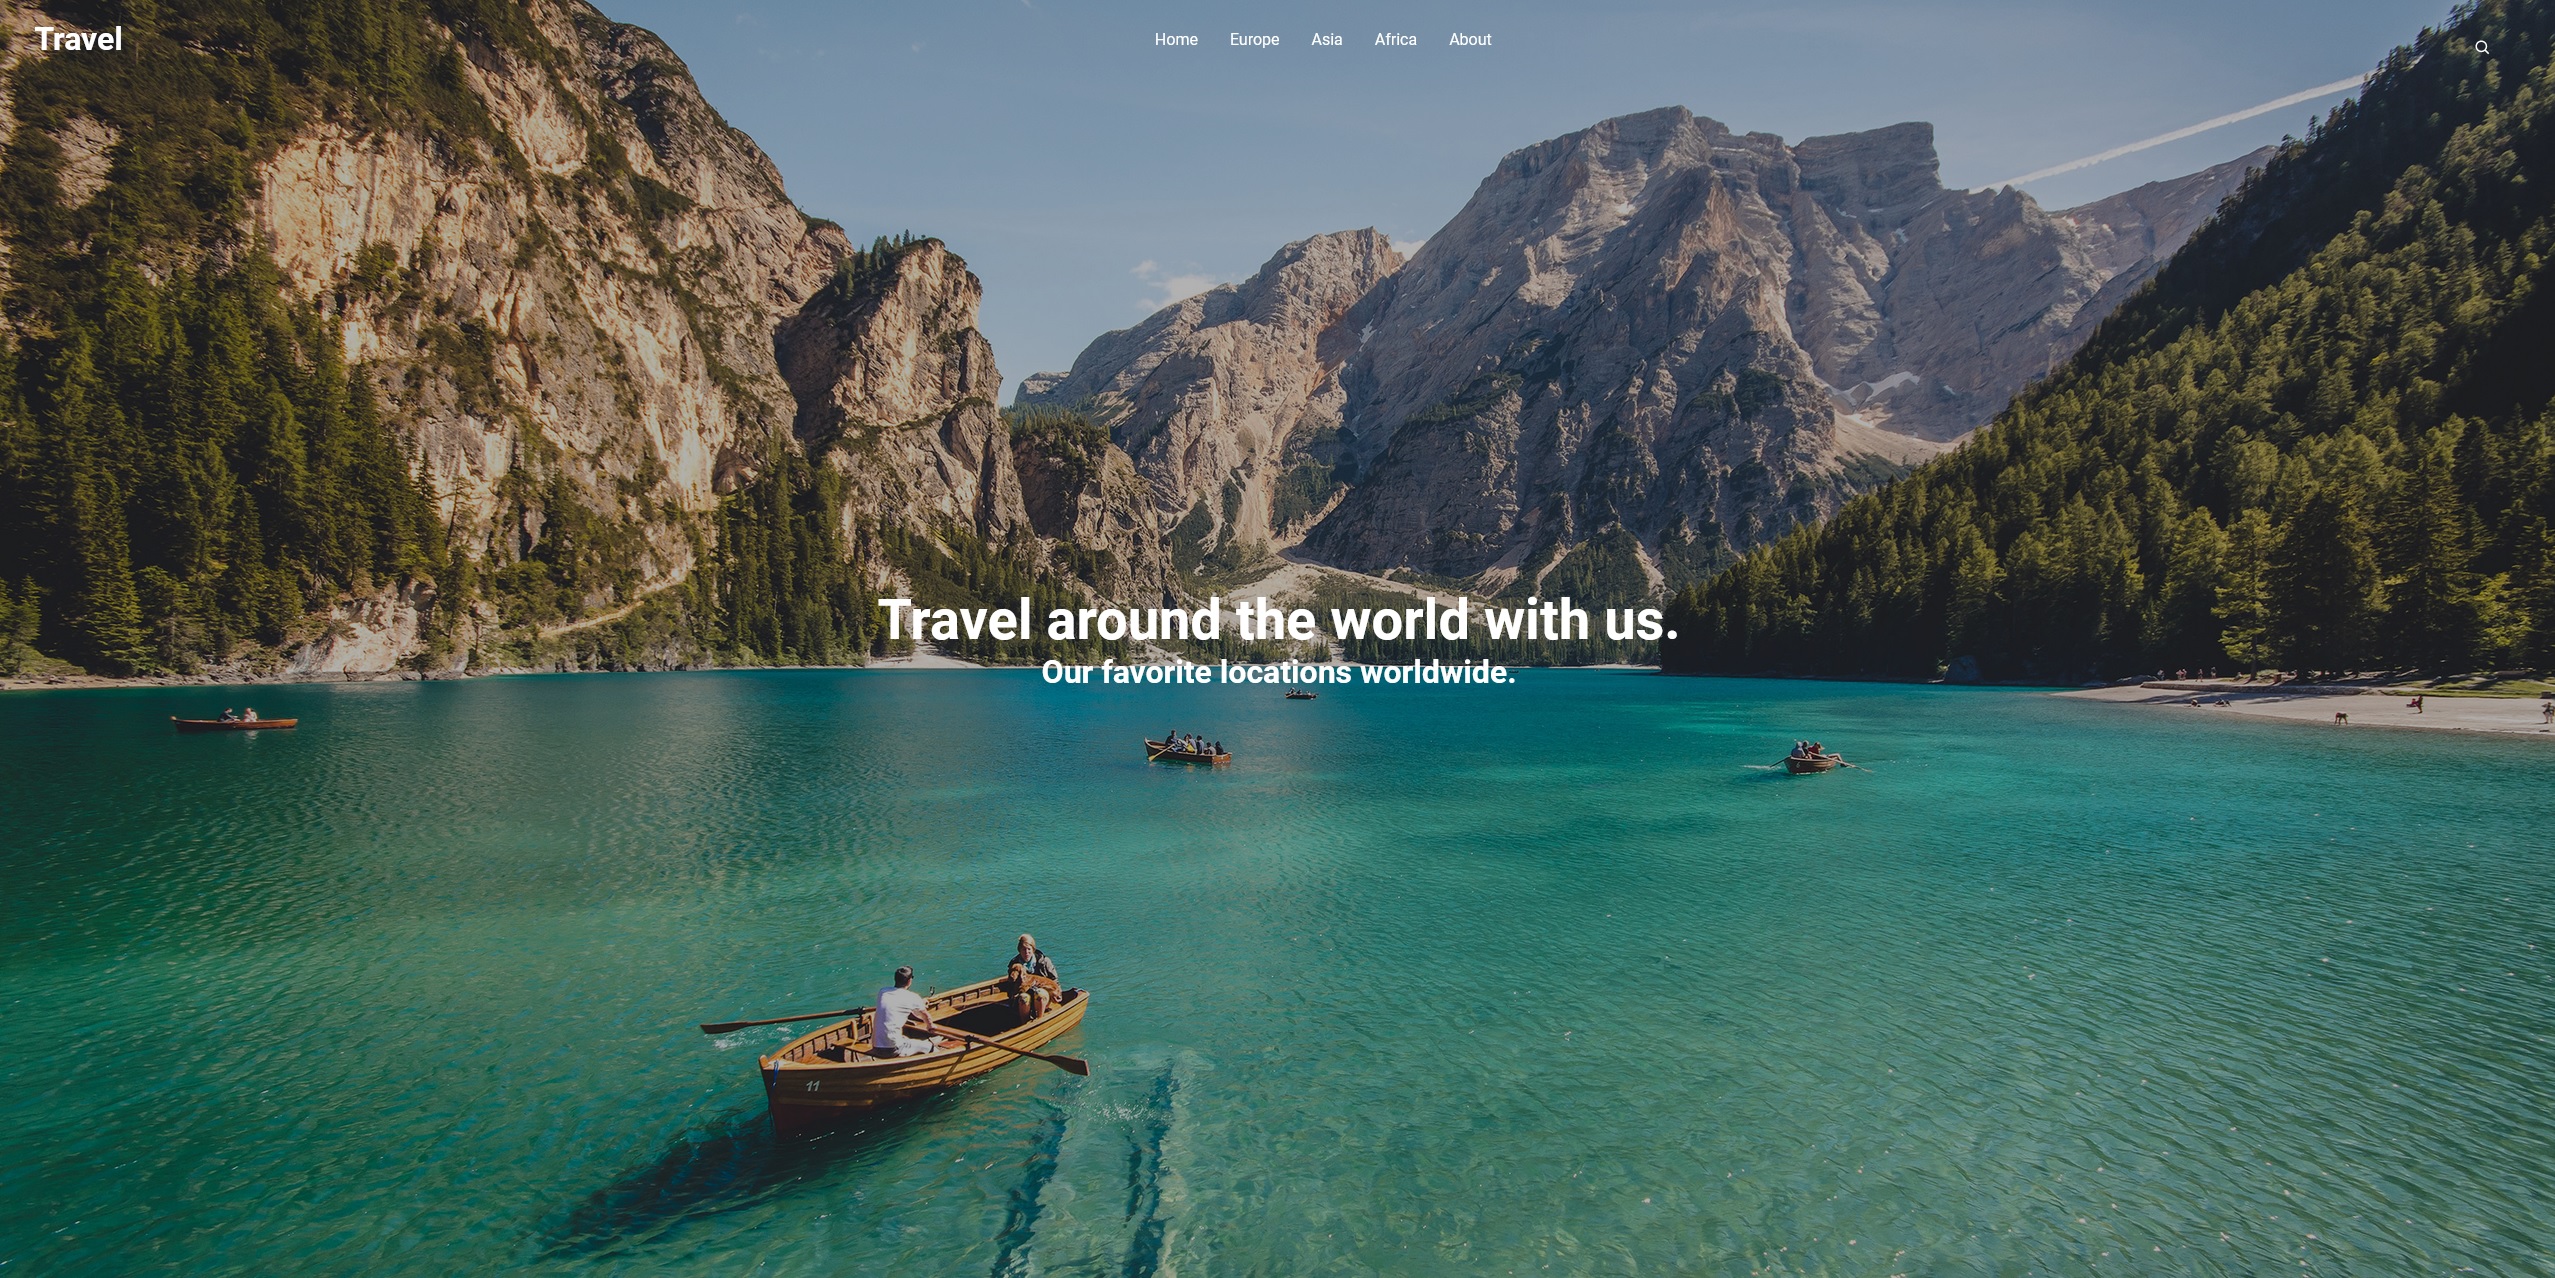 Travel
Home Europe Asia Africa About
Travel around the world with us.
Our favorite locations worldwide.
11